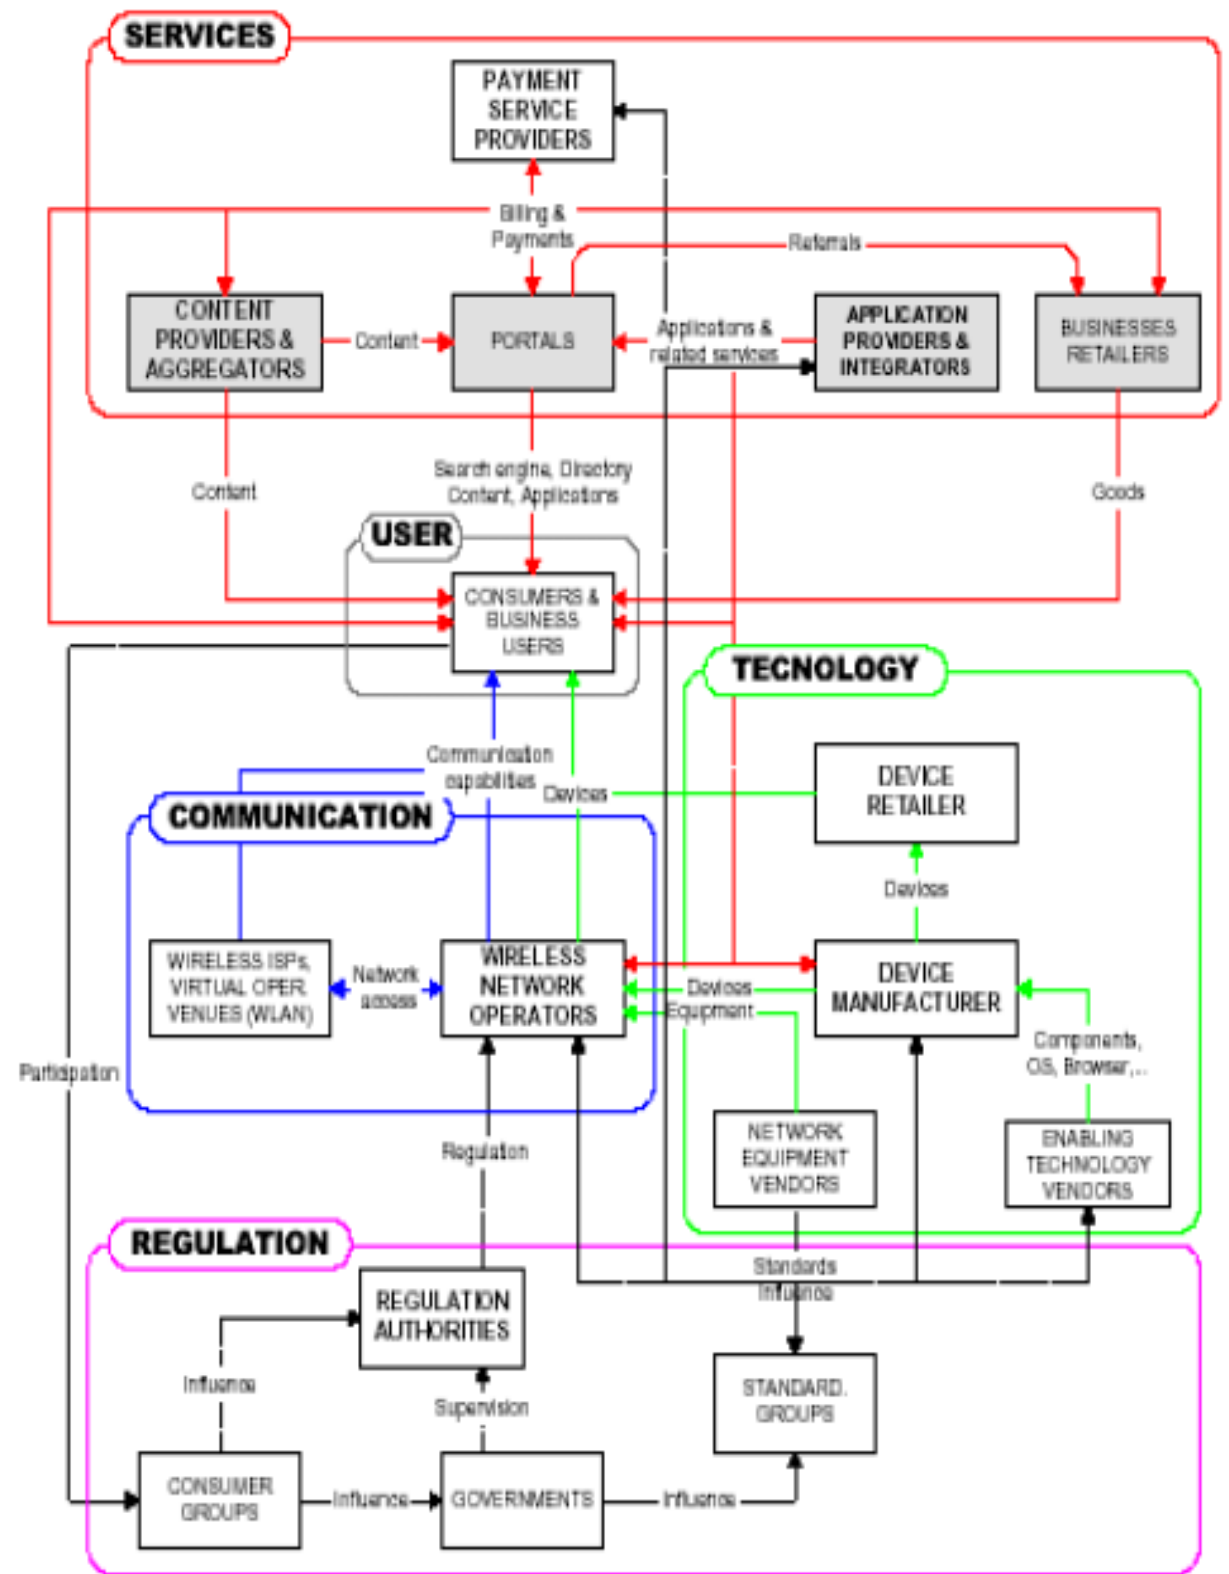 SERVICES
PAYMENT
SERVICE
PROVIDERS
Billing &
Payments
Referrals
CONTENT
PROVIDERS &
AGGREGATORS
Content
PORTALS
Applications &
related services
APPLICATION
PROVIDERS &
INTEGRATORS
BUSINESSES
RETAILERS
Content
Search engine, Directory
Content, Applications
Goods
USER
CONSUMERS &
BUSINESS
USERS
TECNOLOGY
Communication
capabilities
Devices
DEVICE
RETAILER
COMMUNICATION
Devices
WIRELESS ISPs,
VIRTUAL OPER.
VENUES (WLAN)
Network
access
WIRELESS
NETWORK
OPERATORS
Devices
Equipment
DEVICE
MANUFACTURER
Components,
OS, Browser,...
Participation
Regulation
NETWORK
EQUIPMENT
VENDORS
ENABLING
TECHNOLOGY
VENDORS
REGULATION
Standards
Influence
REGULATION
AUTHORITIES
Influence
Supervision
STANDARD.
GROUPS
CONSUMER
GROUPS
Influence
GOVERNMENTS
Influence